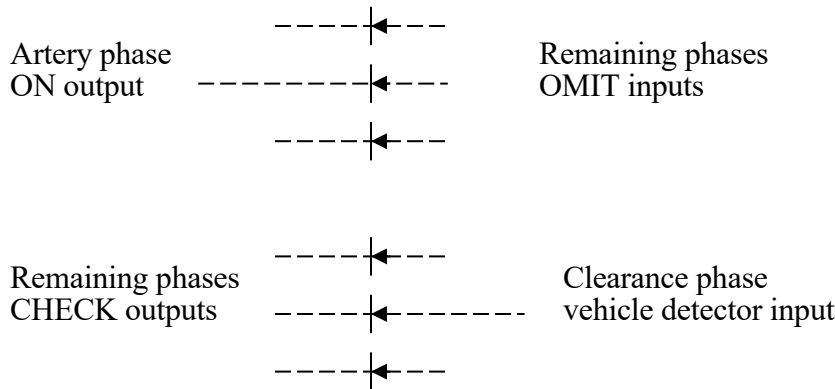 Artery phase
ON output
Remaining phases
OMIT inputs
Remaining phases
CHECK outputs
Clearance phase
vehicle detector input